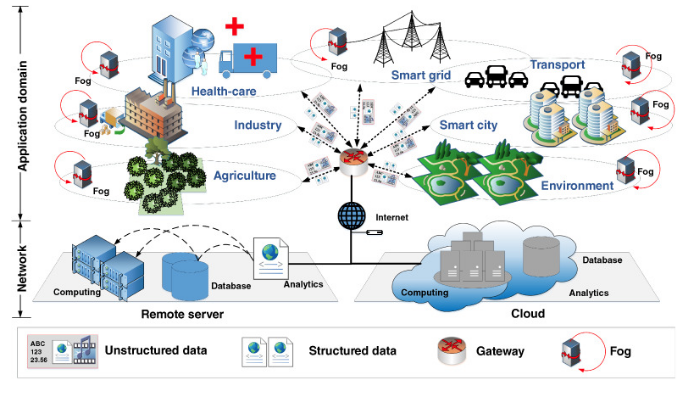 Application domain
Network
Fog
Health-care
Fog
Smart grid
Transport
Fog
Fog
Industry
Smart city
Fog
Fog
Agriculture
Environment
Fog
Internet
Computing
Database
Analytics
Remote server
Computing
Database
Analytics
Cloud
ABC
123
23.56
Unstructured data
Structured data
Gateway
Fog